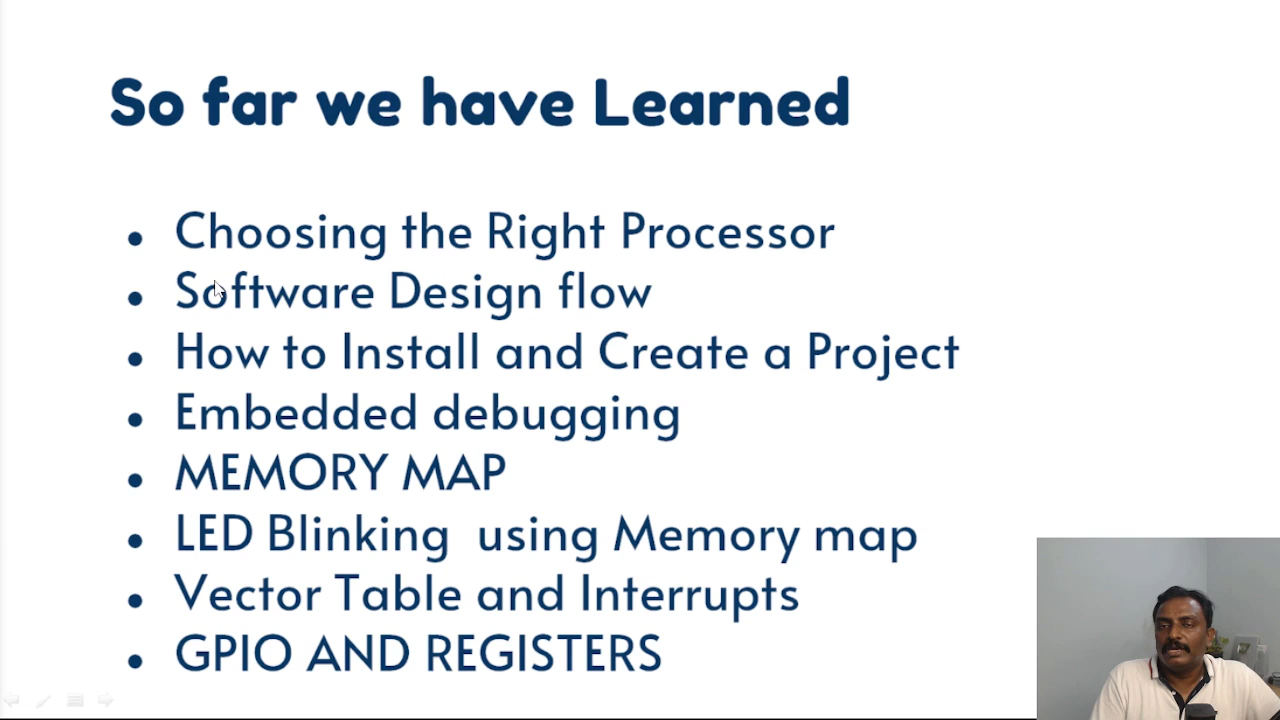 So far we have Learned
• Choosing the Right Processor
• Software Design flow
• How to Install and Create a Project
• Embedded debugging
• MEMORY MAP
• LED Blinking  using Memory map
• Vector Table and Interrupts
• GPIO AND REGISTERS